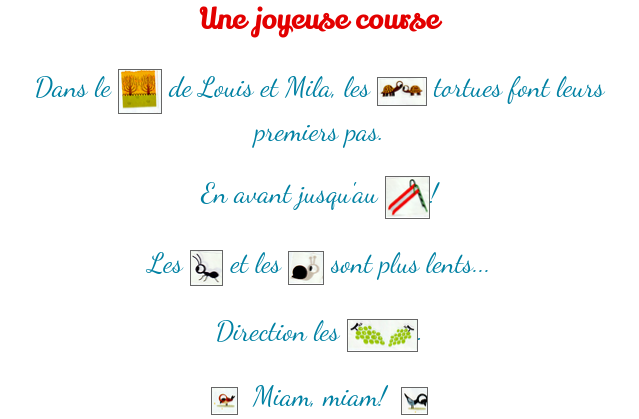 Une joyeuse course
Dans le de Louis et Mila, les tortues font leurs
premiers pas.
En avant jusqu'au !
Les et les sont plus lents...
Direction les .
Miam, miam!